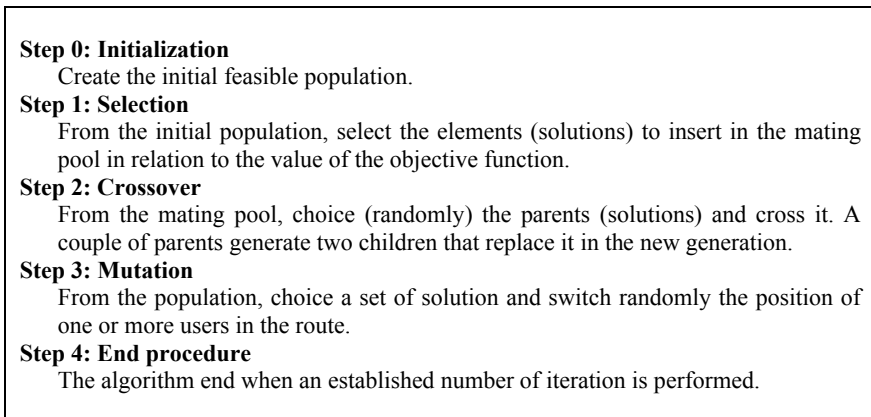 Step 0: Initialization
Create the initial feasible population.
Step 1: Selection
From the initial population, select the elements (solutions) to insert in the mating
pool in relation to the value of the objective function.
Step 2: Crossover
From the mating pool, choice (randomly) the parents (solutions) and cross it. A
couple of parents generate two children that replace it in the new generation.
Step 3: Mutation
From the population, choice a set of solution and switch randomly the position of
one or more users in the route.
Step 4: End procedure
The algorithm end when an established number of iteration is performed.